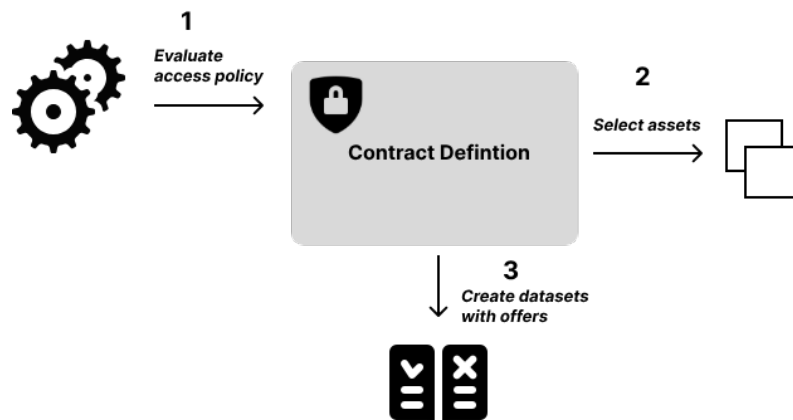 1
Evaluate
access policy
Contract Defintion
2
Select assets
3
Create datasets
with offers